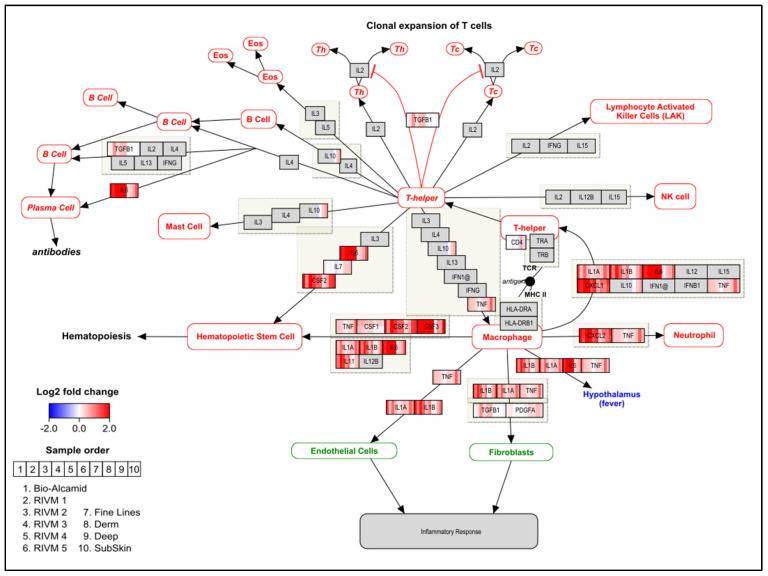 Clonal expansion of T cells
Eos
Eos
Eos
Th
Th
Tc
Tc
IL2
IL2
Th
Tc
B Cell
B Cell
B Cell
B Cell
IL3
IL5
TGFB1
IL2
IL2
Lymphocyte Activated
Killer Cells (LAK)
TGFB1 IL2 IL4
IL5 IL13 IFNG
IL4
IL10
IL4
IL2 IFNG IL15
IL6
Plasma Cell
antibodies
T-helper
IL2 IL12B IL15
NK cell
Mast Cell
IL3
IL4
IL10
IL3
IL6
IL7
CSF2
IL3
IL4
IL10
IL13
IFN1@
IFNG
TNF
T-helper
CD4
TRA
TRB
TCR
antigen
MHC II
HLA-DRA
HLA-DRB1
IL1A IL1B IL6 IL12 IL15
CXCL1 IL10 IFN1@ IFNB1 TNF
Hematopoiesis
Hematopoietic Stem Cell
TNF CSF1 CSF2 CSF3
IL1A IL1B IL6
IL11 IL12B
Macrophage
CXCL2 TNF
Neutrophil
IL1B IL1A IL6 TNF
Hypothalamus
(fever)
TNF
IL1A IL1B
IL1B IL1A TNF
TGFB1 PDGFA
Endothelial Cells
Fibroblasts
Inflammatory Response
Log2 fold change
-2.0 0.0 2.0
Sample order
1 2 3 4 5 6 7 8 9 10
1. Bio-Alcamid
2. RIVM 1
3. RIVM 2 7. Fine Lines
4. RIVM 3 8. Derm
5. RIVM 4 9. Deep
6. RIVM 5 10. SubSkin